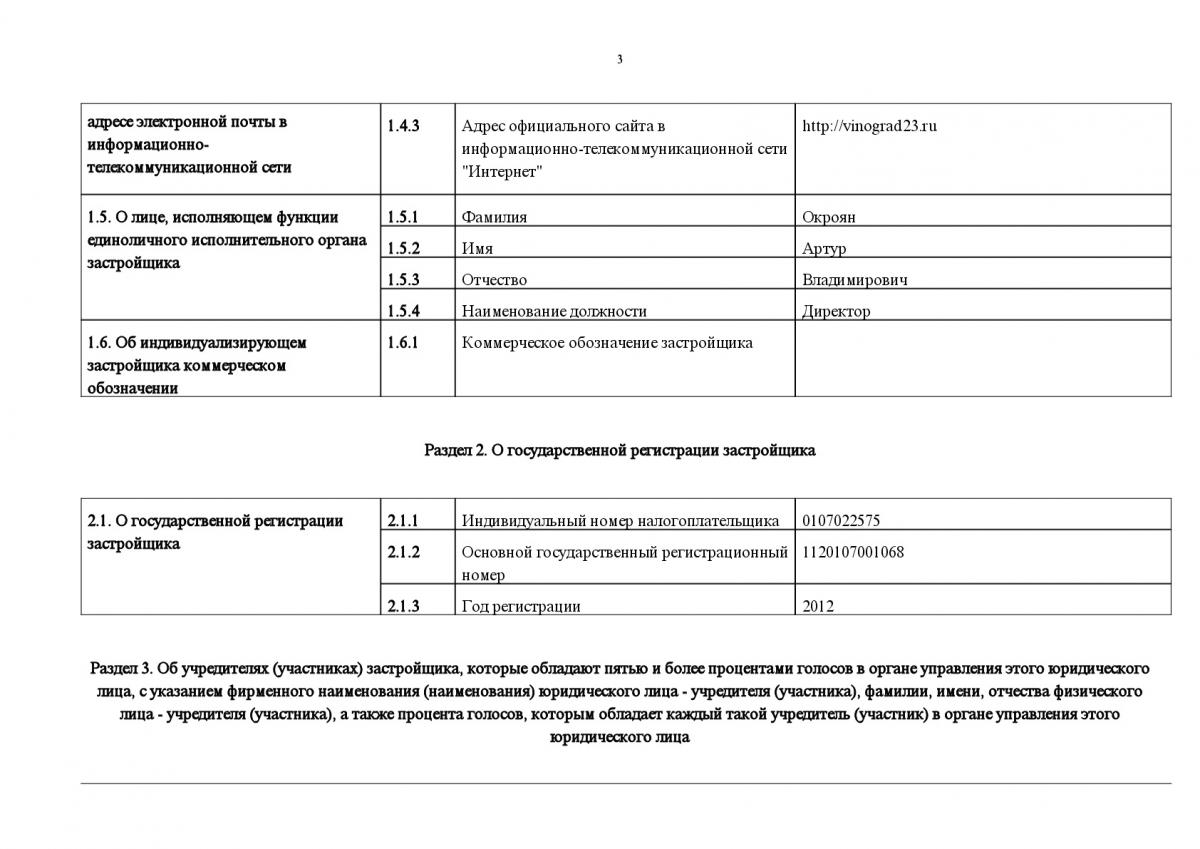 3
адресе электронной почты в
информационно-
телекоммуникационной сети
1.4.3
Адрес официального сайта в
информационно-телекоммуникационной сети
"Интернет"
http://vinograd23.ru
1.5. О лице, исполняющем функции
единоличного исполнительного органа
застройщика
1.5.1
Фамилия
Окроян
1.5.2
Имя
Артур
1.5.3
Отчество
Владимирович
1.5.4
Наименование должности
Директор
1.6. Об индивидуализирующем
застройщика коммерческом
обозначении
1.6.1
Коммерческое обозначение застройщика
Раздел 2. О государственной регистрации застройщика
2.1. О государственной регистрации
застройщика
2.1.1
Индивидуальный номер налогоплательщика
0107022575
2.1.2
Основной государственный регистрационный
номер
1120107001068
2.1.3
Год регистрации
2012
Раздел 3. Об учредителях (участниках) застройщика, которые обладают пятью и более процентами голосов в органе управления этого юридического
лица, с указанием фирменного наименования (наименования) юридического лица - учредителя (участника), фамилии, имени, отчества физического
лица - учредителя (участника), а также процента голосов, которым обладает каждый такой учредитель (участник) в органе управления этого
юридического лица